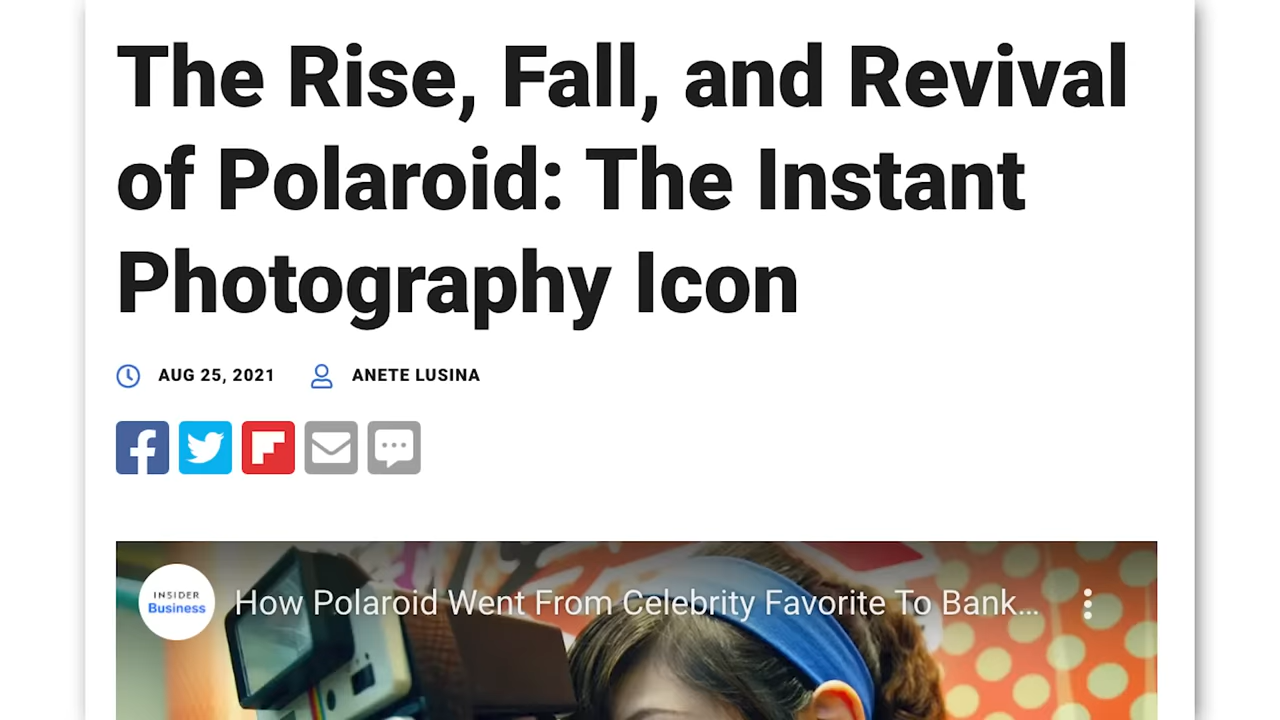 The Rise, Fall, and Revival
of Polaroid: The Instant
Photography Icon
AUG 25, 2021 ANETE LUSINA
INSIDER
Business
How Polaroid Went From Celebrity Favorite To Bank...